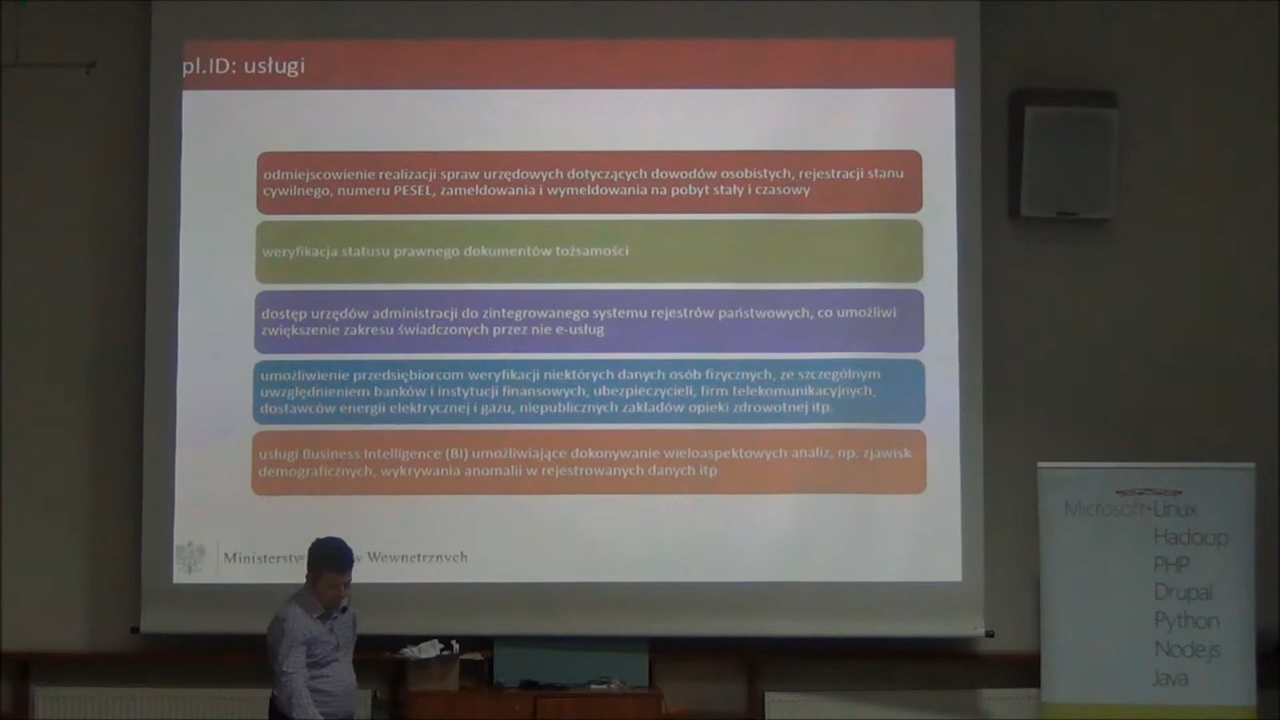 pl.ID: usługi
odmiejscowienie realizacji spraw urzędowych dotyczących dowodów osobistych, rejestracji stanu
cywilnego, numeru PESEL, zameldowania i wymeldowania na pobyt stały i czasowy
weryfikacja statusu prawnego dokumentów tożsamości
dostęp urzędów administracji do zintegrowanego systemu rejestrów państwowych, co umożliwi
zwiększenie zakresu świadczonych przez nie e-usług
umożliwienie przedsiębiorcom weryfikacji niektórych danych osób fizycznych, ze szczególnym
uwzględnieniem banków i instytucji finansowych, ubezpieczycieli, firm telekomunikacyjnych,
dostawców energii elektrycznej i gazu, niepublicznych zakładów opieki zdrowotnej itp.
usługi Business Intelligence (BI) umożliwiające dokonywanie wieloaspektowych analiz, np. zjawisk
demograficznych, wykrywania anomalii w rejestrowanych danych itp
Wewnętrznych
Microsoft+Linux
Hadoop
PHP
Drupal
Python
Nodejs
Java